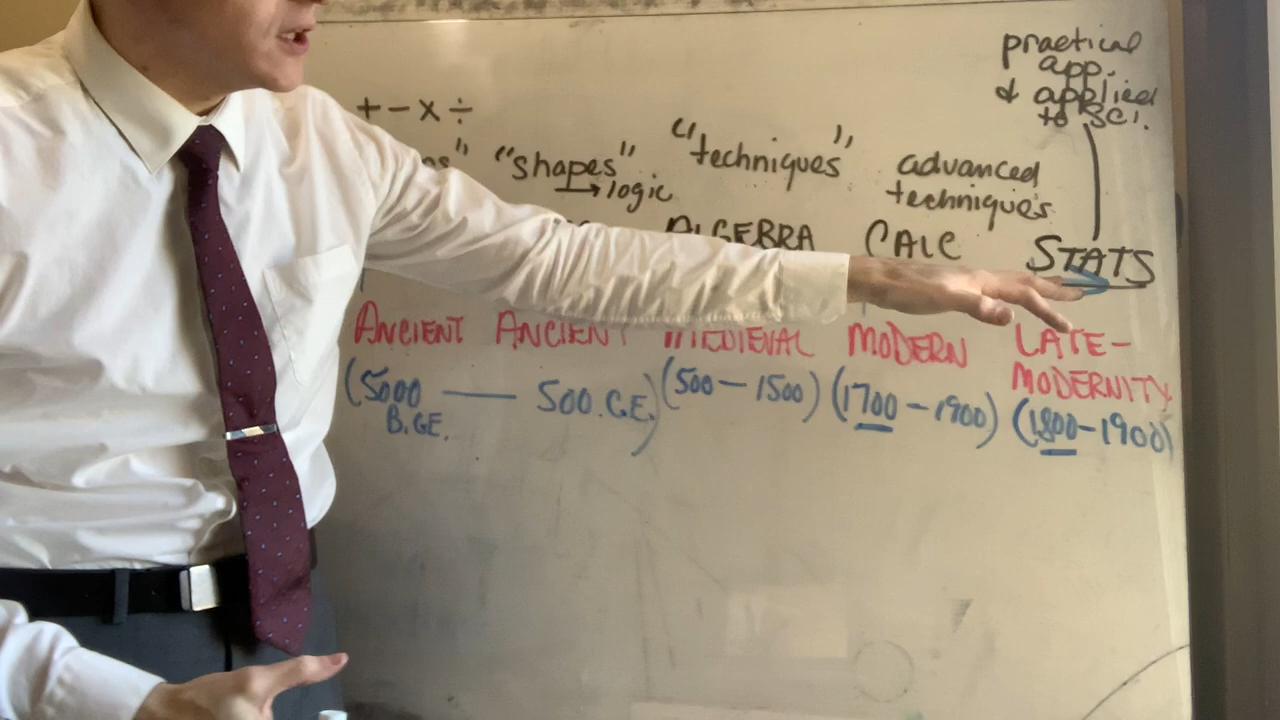 + - × ÷
"shapes"
→ logic
"techniques"
advanced
techniques
practical
app.
& applied
to SCI.
ALGEBRA
CALC
STATS
ANCIENT ANCIENT MEDIEVAL MODERN LATE-
MODERNITY
(5000 — 500.C.E.) (500 – 1500) (1700 – 1900) (1800–1900)
B.C.E.